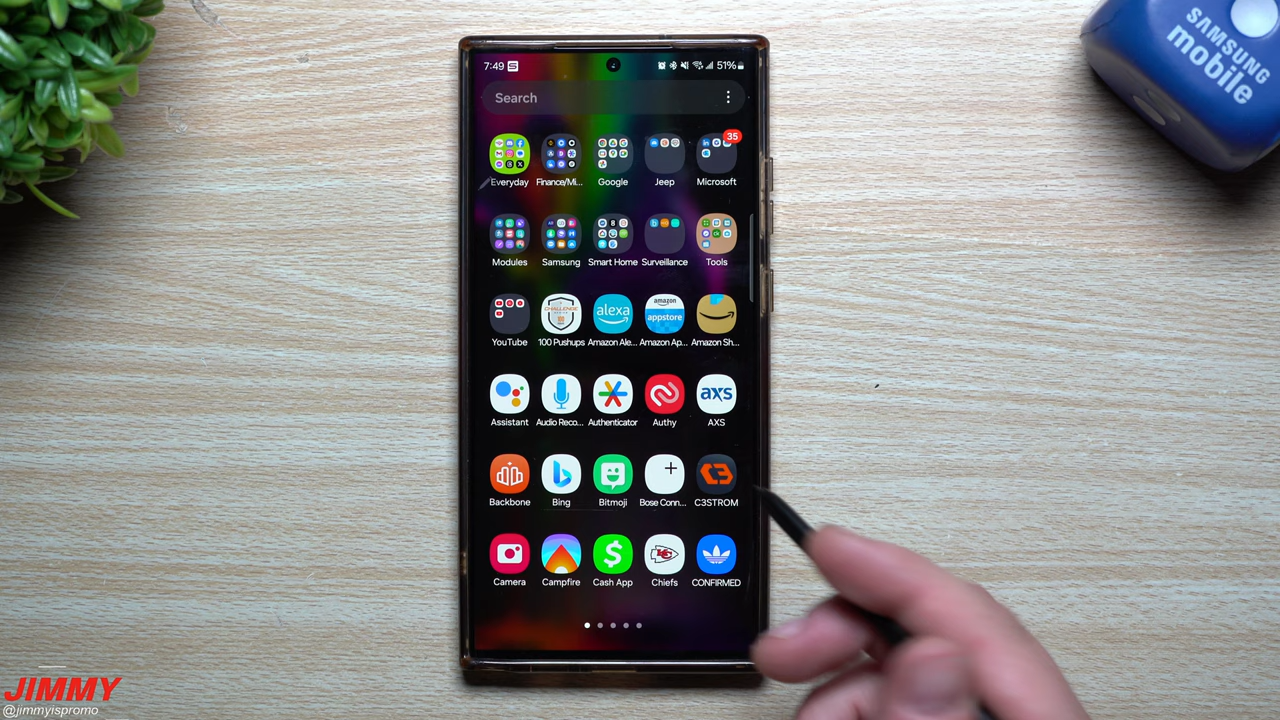 SAMSUNG
mobile
7:49 51%
Search
35
Everyday Finance/Mi... Google Jeep Microsoft
Modules Samsung Smart Home Surveillance Tools
alexa amazon
appstore
YouTube 100 Pushups Amazon Ale... Amazon Ap... Amazon Sh...
axs
Assistant Audio Reco... Authenticator Authy AXS
Backbone Bing Bitmoji Bose Conn... C3STROM
Camera Campfire Cash App Chiefs CONFIRMED
JIMMY
@jimmyispromo